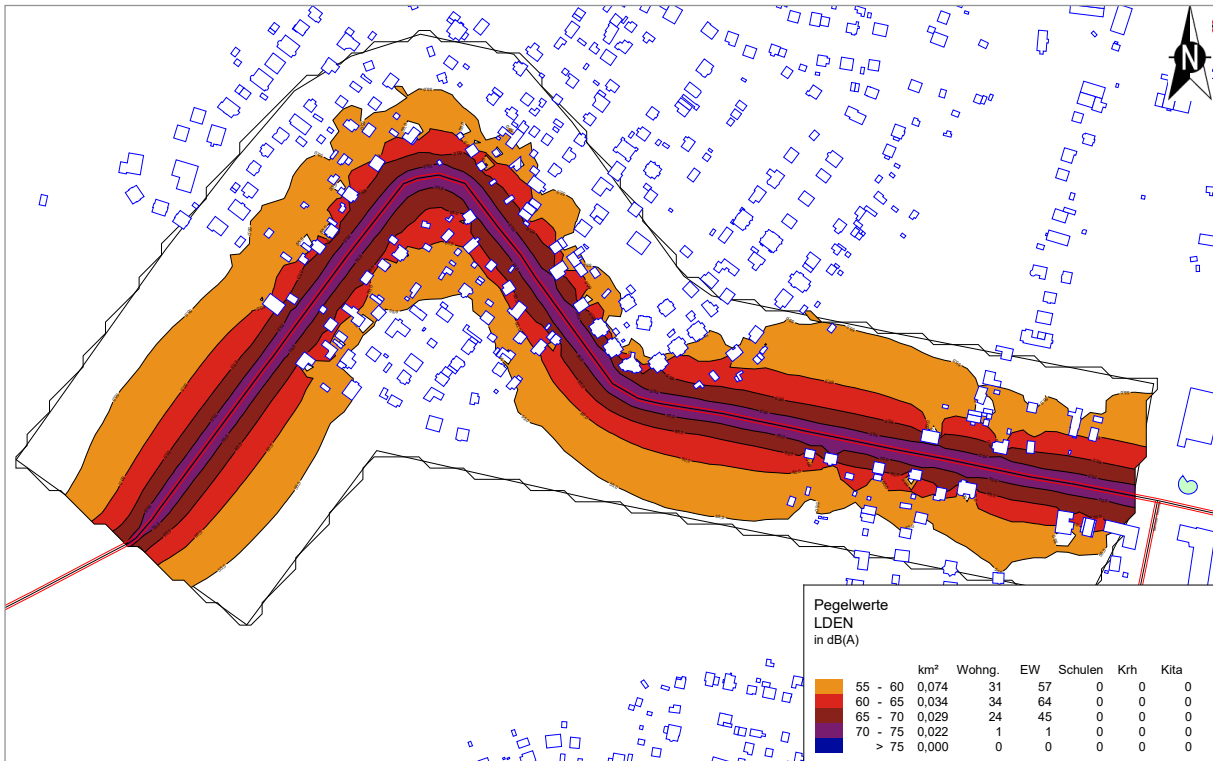 N
Pegelwerte
LDEN
in dB(A)
km² Wohng. EW Schulen Krh Kita
55 - 60 0,074 31 57 0 0 0
60 - 65 0,034 34 64 0 0 0
65 - 70 0,029 24 45 0 0 0
70 - 75 0,022 1 1 0 0 0
> 75 0,000 0 0 0 0 0